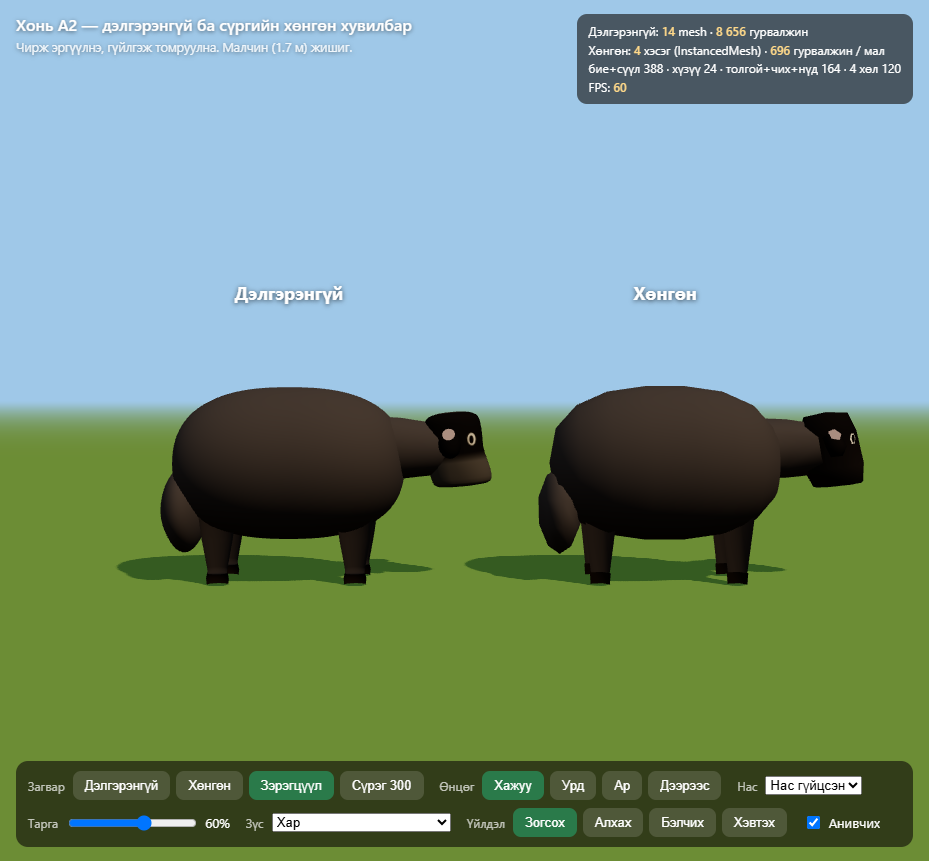 Хонь A2 — дэлгэрэнгүй ба сүргийн хөнгөн хувилбар
Чирж эргүүлнэ, гүйлгэж томруулна. Малчин (1.7 м) жишиг.
Дэлгэрэнгүй: 14 mesh · 8 656 гурвалжин
Хөнгөн: 4 хэсэг (InstancedMesh) · 696 гурвалжин / мал
бие+сүүл 388 · хүзүү 24 · толгой+чих+нүд 164 · 4 хөл 120
FPS: 60
Дэлгэрэнгүй
Хөнгөн
Загвар Дэлгэрэнгүй Хөнгөн Зэрэгцүүл Сүрэг 300 Өнцөг Хажуу Урд Ар Дээрээс Нас Нас гүйцсэн
Тарга 60% Зүс Хар Үйлдэл Зогсох Алхах Бэлчих Хэвтэх Анивчих